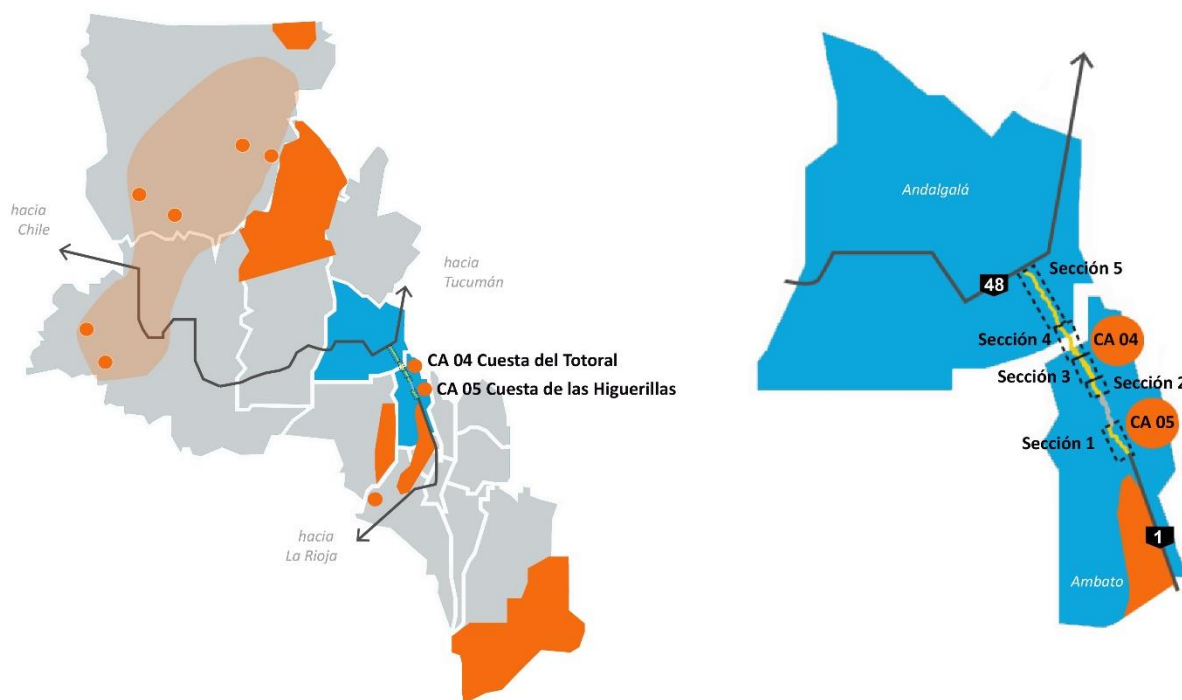 hacia
Chile
hacia
Tucumán
CA 04 Cuesta del Totoral
CA 05 Cuesta de las Higuerillas
hacia
La Rioja
Andalgalá
Sección 5
48
Sección 4
CA 04
Sección 3
Sección 2
CA 05
Sección 1
1
Ambato